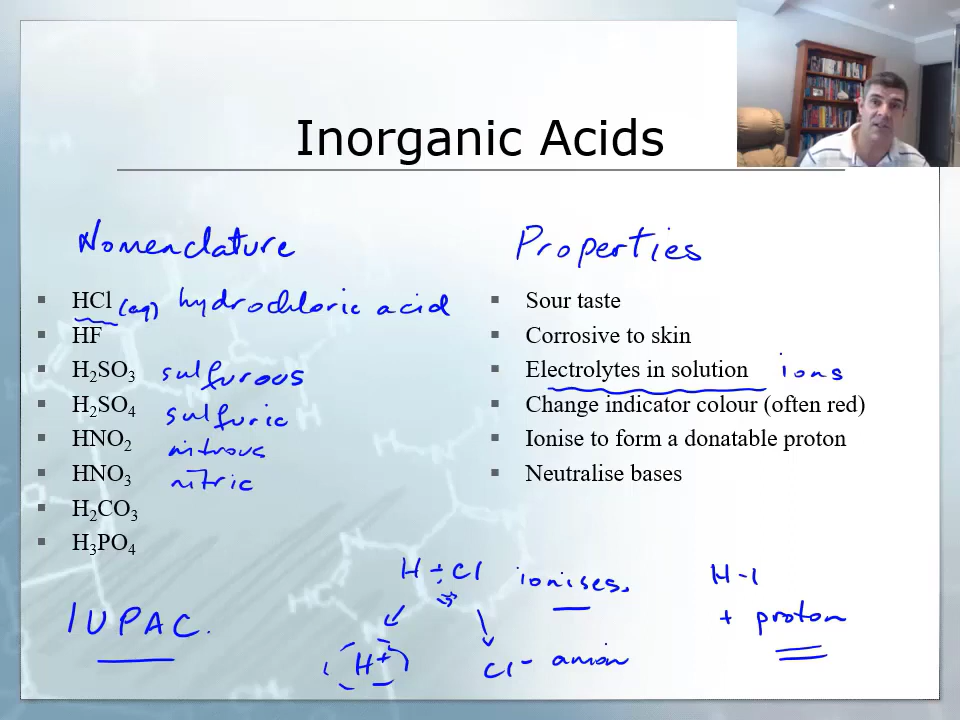 Inorganic Acids
Nomenclature
HCl (aq) hydrochloric acid
HF
H₂SO₃ sulfurous
H₂SO₄ sulfuric
HNO₂ nitrous
HNO₃ nitric
H₂CO₃
H₃PO₄
IUPAC.
Properties
Sour taste
Corrosive to skin
Electrolytes in solution ions
Change indicator colour (often red)
Ionise to form a donatable proton
Neutralise bases
H Cl ionises.
H⁺ Cl⁻ anion
H-1
+ proton